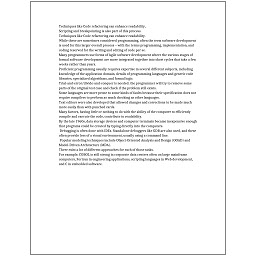 Techniques like Code refactoring can enhance readability.
Scripting and breakpointing is also part of this process.
Techniques like Code refactoring can enhance readability.
While these are sometimes considered programming, often the term software development
is used for this larger overall process – with the terms programming, implementation, and
coding reserved for the writing and editing of code per se.
Many programmers use forms of Agile software development where the various stages of
formal software development are more integrated together into short cycles that take a few
weeks rather than years.
Proficient programming usually requires expertise in several different subjects, including
knowledge of the application domain, details of programming languages and generic code
libraries, specialized algorithms, and formal logic.
Trial-and-error/divide-and-conquer is needed: the programmer will try to remove some
parts of the original test case and check if the problem still exists.
Some languages are more prone to some kinds of faults because their specification does not
require compilers to perform as much checking as other languages.
Text editors were also developed that allowed changes and corrections to be made much
more easily than with punched cards.
Many factors, having little or nothing to do with the ability of the computer to efficiently
compile and execute the code, contribute to readability.
By the late 1960s, data storage devices and computer terminals became inexpensive enough
that programs could be created by typing directly into the computers.
Debugging is often done with IDEs. Standalone debuggers like GDB are also used, and these
often provide less of a visual environment, usually using a command line.
Popular modeling techniques include Object-Oriented Analysis and Design (OOAD) and
Model-Driven Architecture (MDA).
There exist a lot of different approaches for each of those tasks.
For example, COBOL is still strong in corporate data centers often on large mainframe
computers, Fortran in engineering applications, scripting languages in Web development,
and C in embedded software.